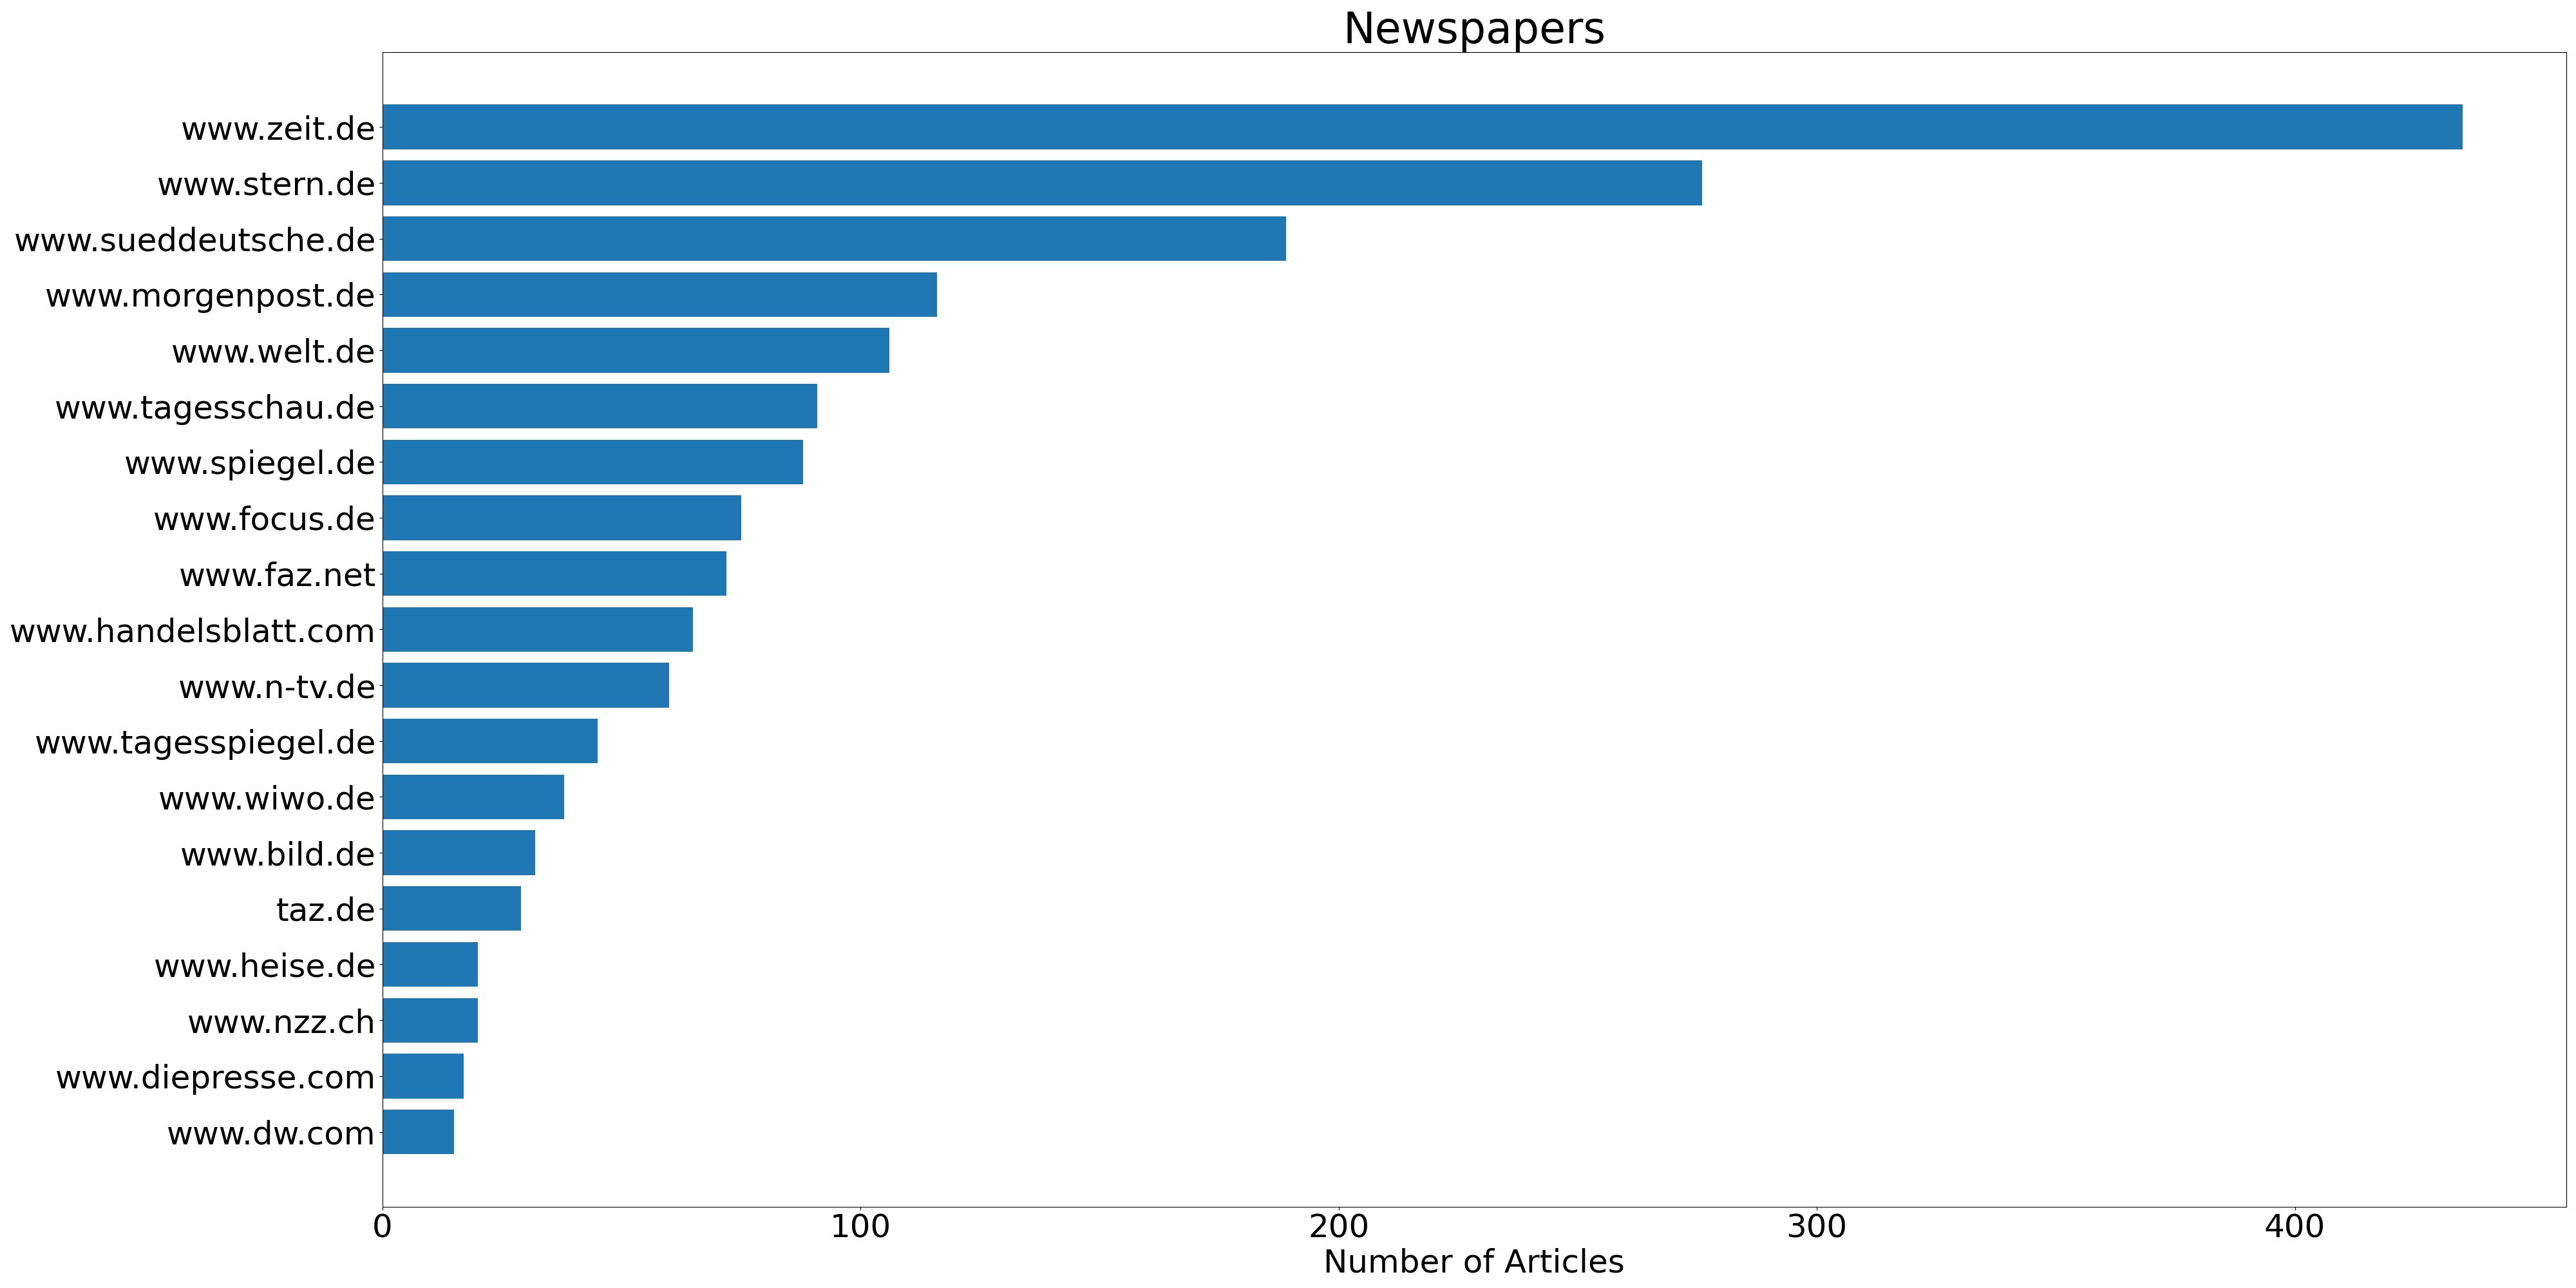 Newspapers
www.zeit.de
www.stern.de
www.sueddeutsche.de
www.morgenpost.de
www.welt.de
www.tagesschau.de
www.spiegel.de
www.focus.de
www.faz.net
www.handelsblatt.com
www.n-tv.de
www.tagesspiegel.de
www.wiwo.de
www.bild.de
taz.de
www.heise.de
www.nzz.ch
www.diepresse.com
www.dw.com
0 100 200 300 400
Number of Articles